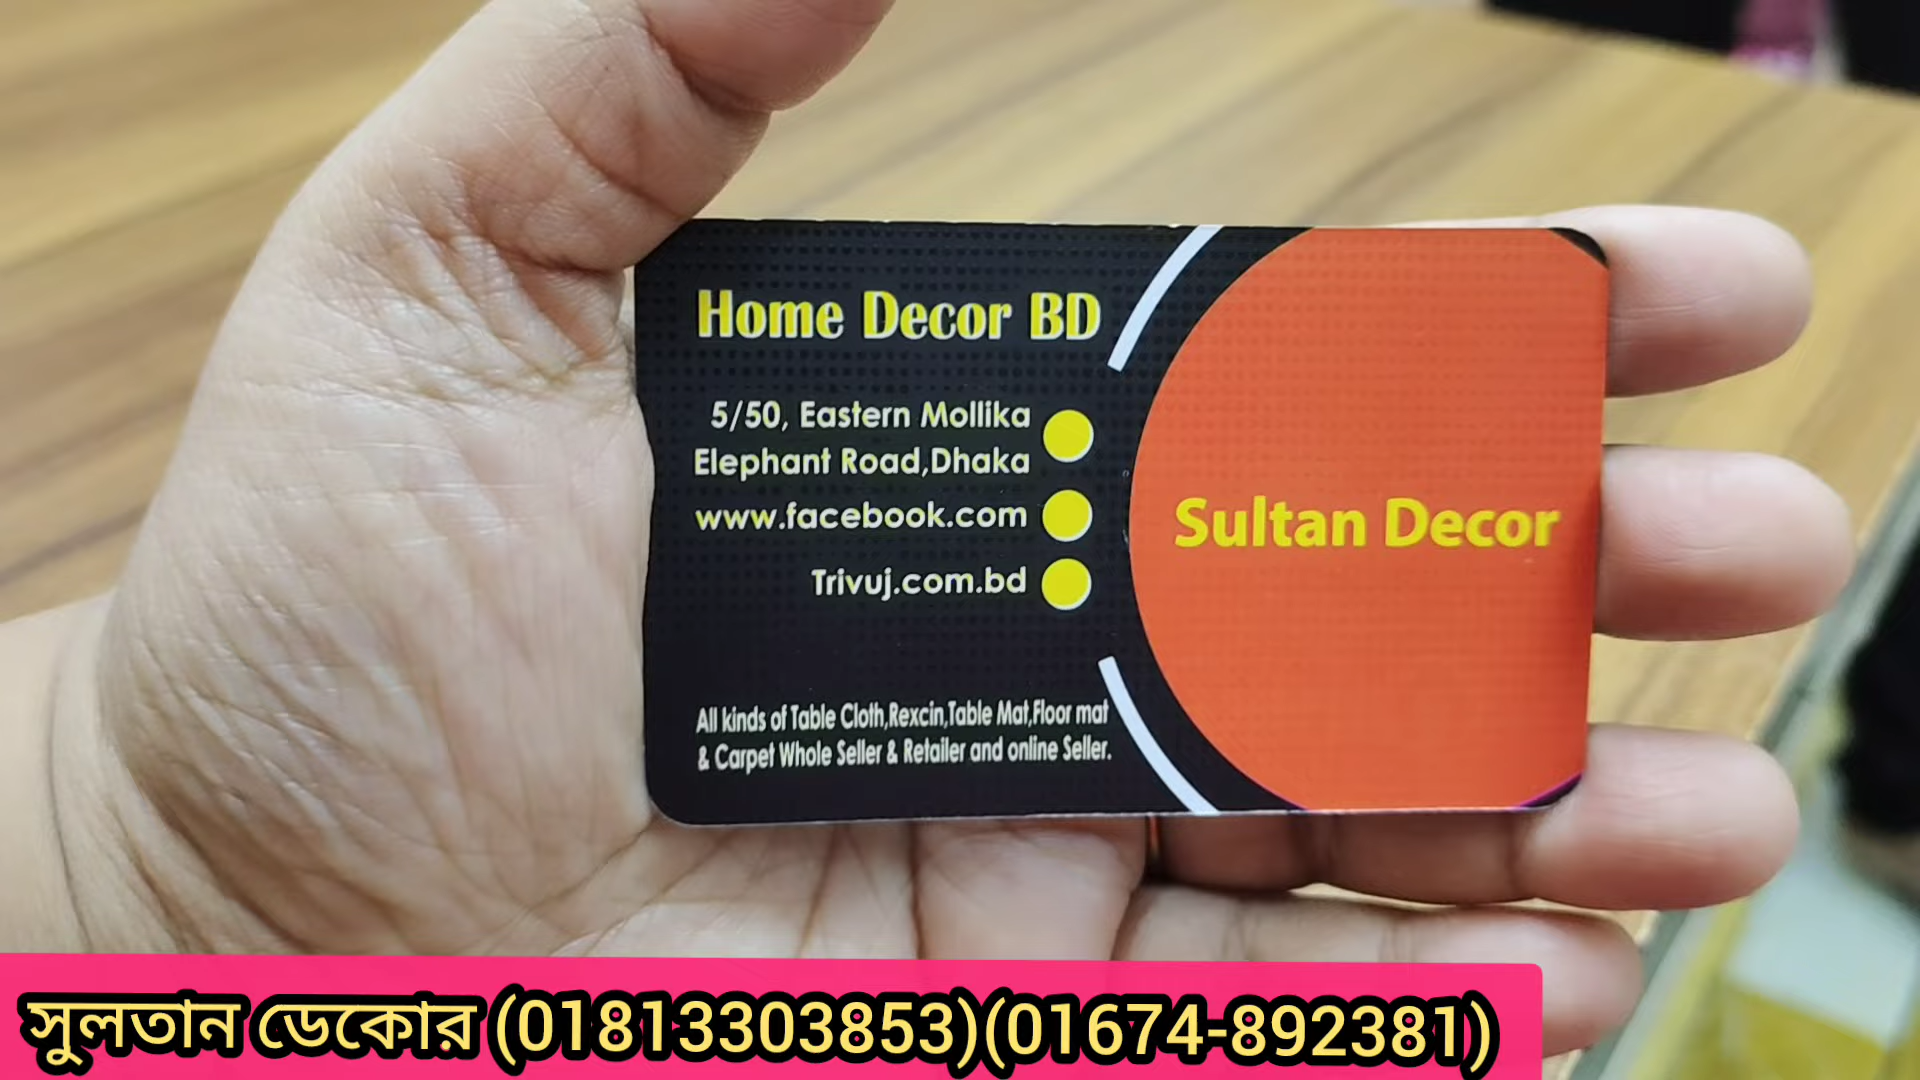 Home Decor BD
5/50, Eastern Mollika
Elephant Road,Dhaka
www.facebook.com
Trivuj.com.bd
All kinds of Table Cloth,Rexcin,Table Mat,Floor mat
& Carpet Whole Seller & Retailer and online Seller.
Sultan Decor
সুলতান ডেকোর (01813303853)(01674-892381)